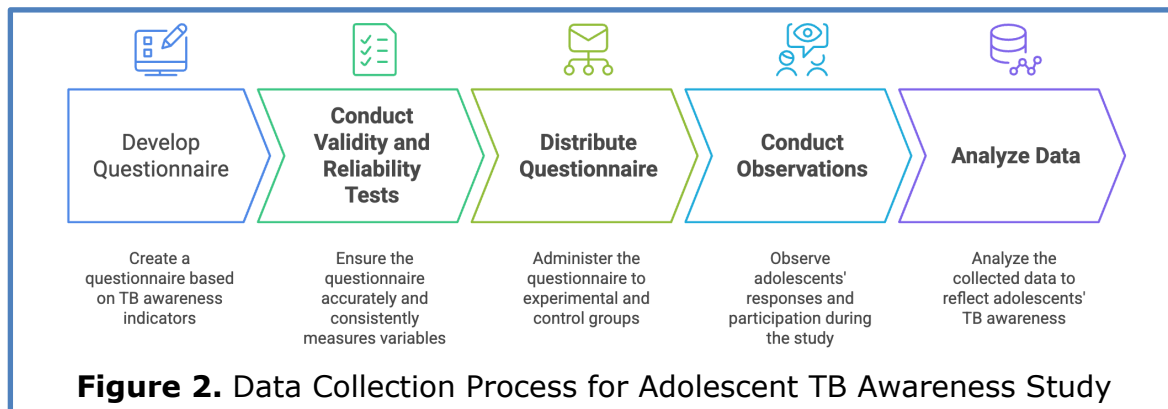 Develop
Questionnaire
Conduct
Validity and
Reliability
Tests
Distribute
Questionnaire
Conduct
Observations
Analyze Data
Create a
questionnaire based
on TB awareness
indicators
Ensure the
questionnaire
accurately and
consistently
measures variables
Administer the
questionnaire to
experimental and
control groups
Observe
adolescents'
responses and
participation during
the study
Analyze the
collected data to
reflect adolescents'
TB awareness
Figure 2. Data Collection Process for Adolescent TB Awareness Study